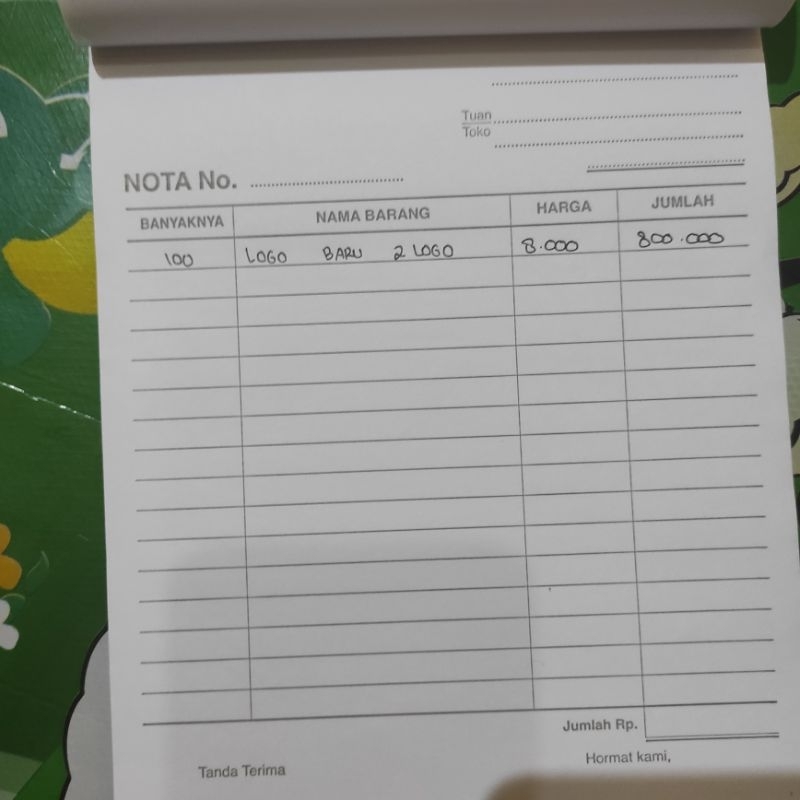 Tuan
Toko
NOTA No.
BANYAKNYA NAMA BARANG HARGA JUMLAH
100 LOGO BARU 2 LOGO 8.000 800.000
Jumlah Rp.
Tanda Terima Hormat kami,